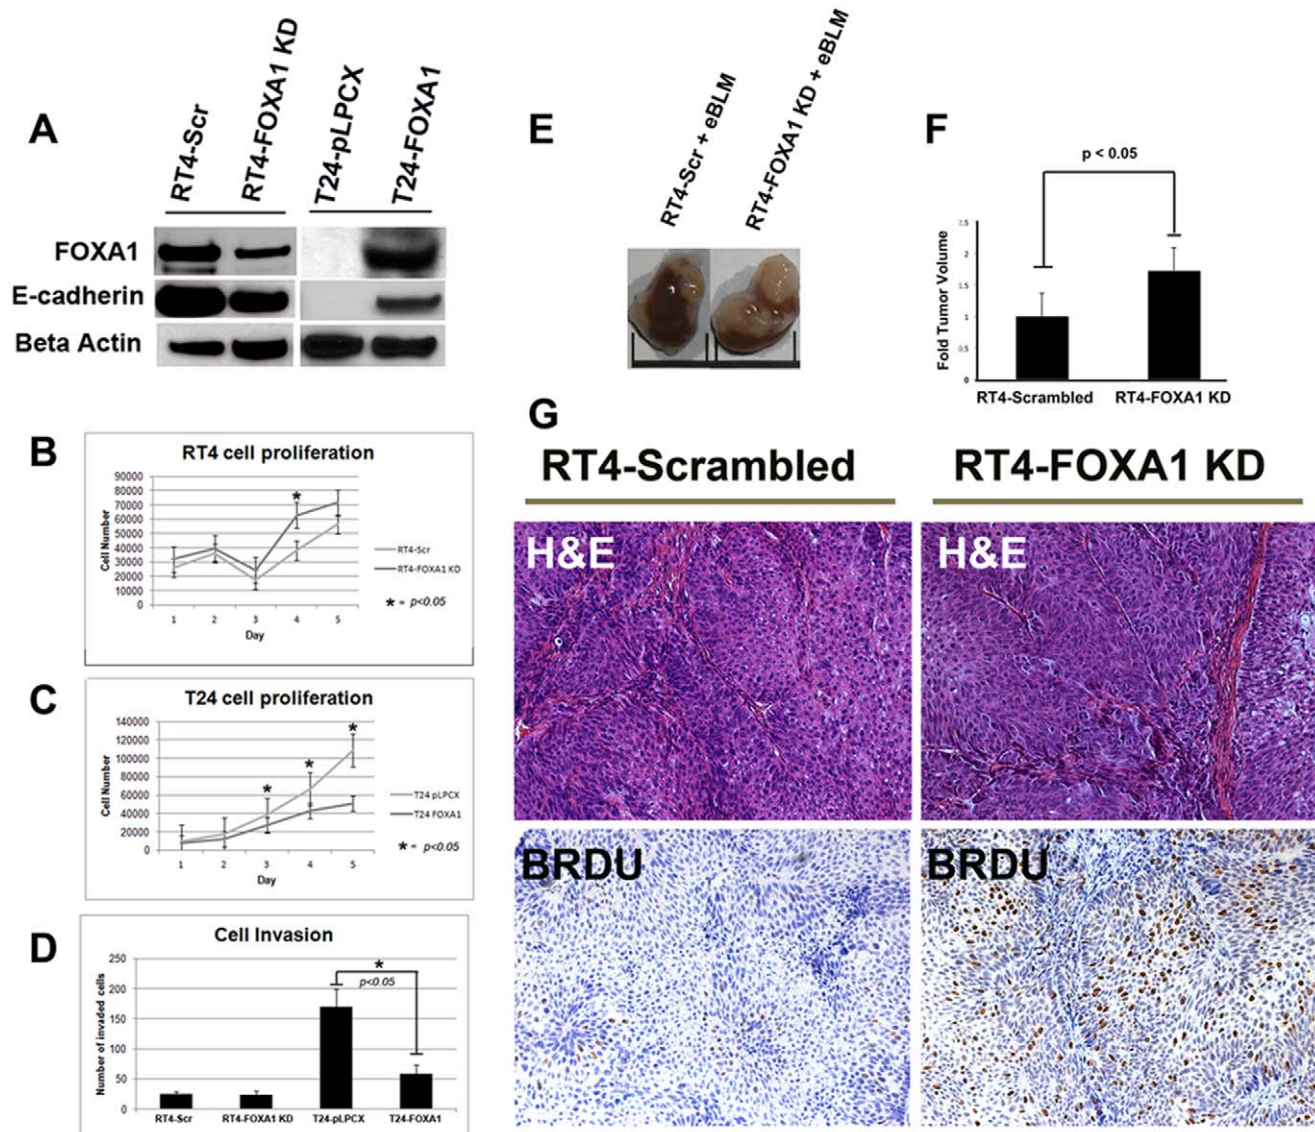 A
RT4-Scr
RT4-FOXA1 KD
T24-pLPCX
T24-FOXA1
FOXA1
E-cadherin
Beta Actin
B
RT4 cell proliferation
90000
80000
70000
60000
50000
40000
30000
20000
10000
0
Cell Number
*
1 2 3 4 5
Day
RT4-Scr
RT4-FOXA1 KD
* = p<0.05
C
T24 cell proliferation
140000
120000
100000
80000
60000
40000
20000
0
Cell Number
* * *
1 2 3 4 5
Day
T24 pLPCX
T24 FOXA1
* = p<0.05
D
Cell Invasion
250
200
150
100
50
0
Number of invaded cells
*
p<0.05
RT4-Scr RT4-FOXA1 KD T24-pLPCX T24-FOXA1
E
RT4-Scr + eBLM
RT4-FOXA1 KD + eBLM
F
p < 0.05
2.5
2
1.5
1
0.5
0
Fold Tumor Volume
RT4-Scrambled RT4-FOXA1 KD
G
RT4-Scrambled RT4-FOXA1 KD
H&E H&E
BRDU BRDU